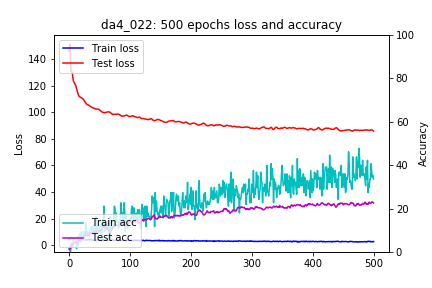 da4_022: 500 epochs loss and accuracy
Train loss
Test loss
Train acc
Test acc
Loss
Accuracy
140
120
100
80
60
40
20
0
100
80
60
40
20
0
0
100
200
300
400
500